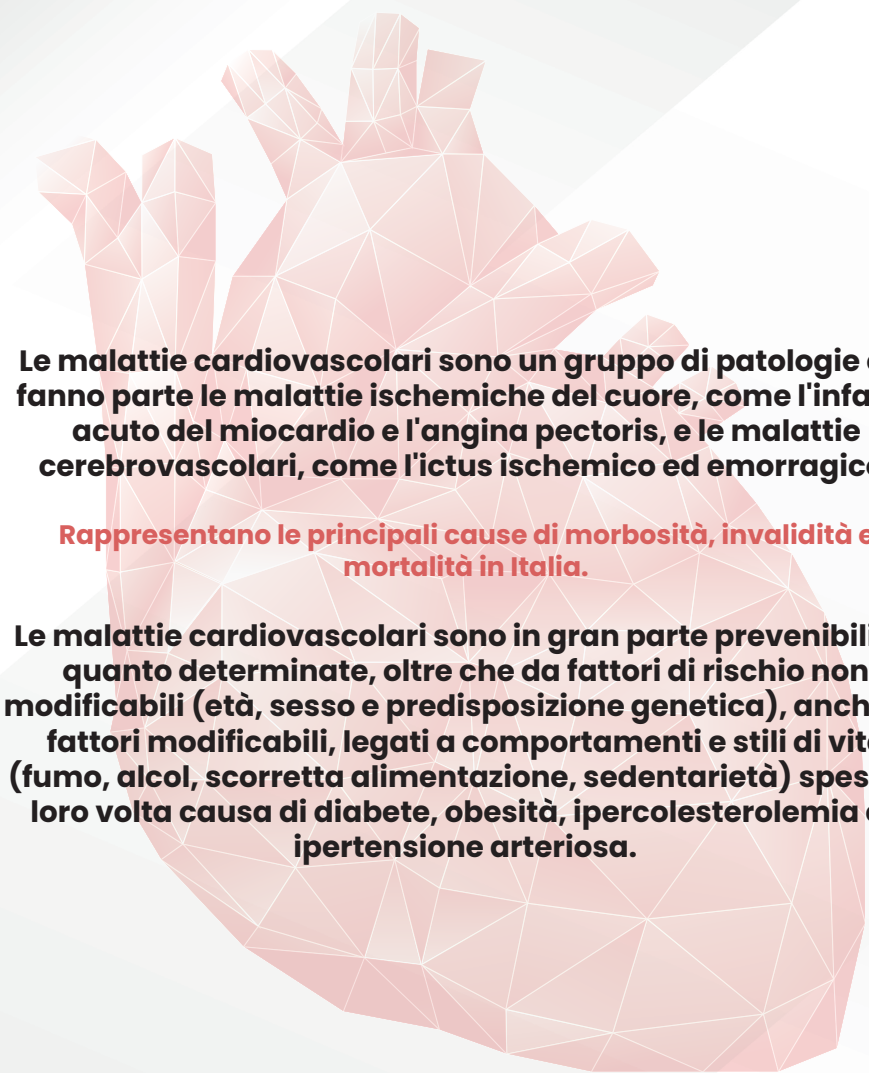 Le malattie cardiovascolari sono un gruppo di patologie
fanno parte le malattie ischemiche del cuore, come l'infa
acuto del miocardio e l'angina pectoris, e le malattie
cerebrovascolari, come l'ictus ischemico ed emorragico
Rappresentano le principali cause di morbosità, invalidità e
mortalità in Italia.
Le malattie cardiovascolari sono in gran parte prevenibili
quanto determinate, oltre che da fattori di rischio non
modificabili (età, sesso e predisposizione genetica), anch
fattori modificabili, legati a comportamenti e stili di vita
(fumo, alcol, scorretta alimentazione, sedentarietà) spes
loro volta causa di diabete, obesità, ipercolesterolemia e
ipertensione arteriosa.